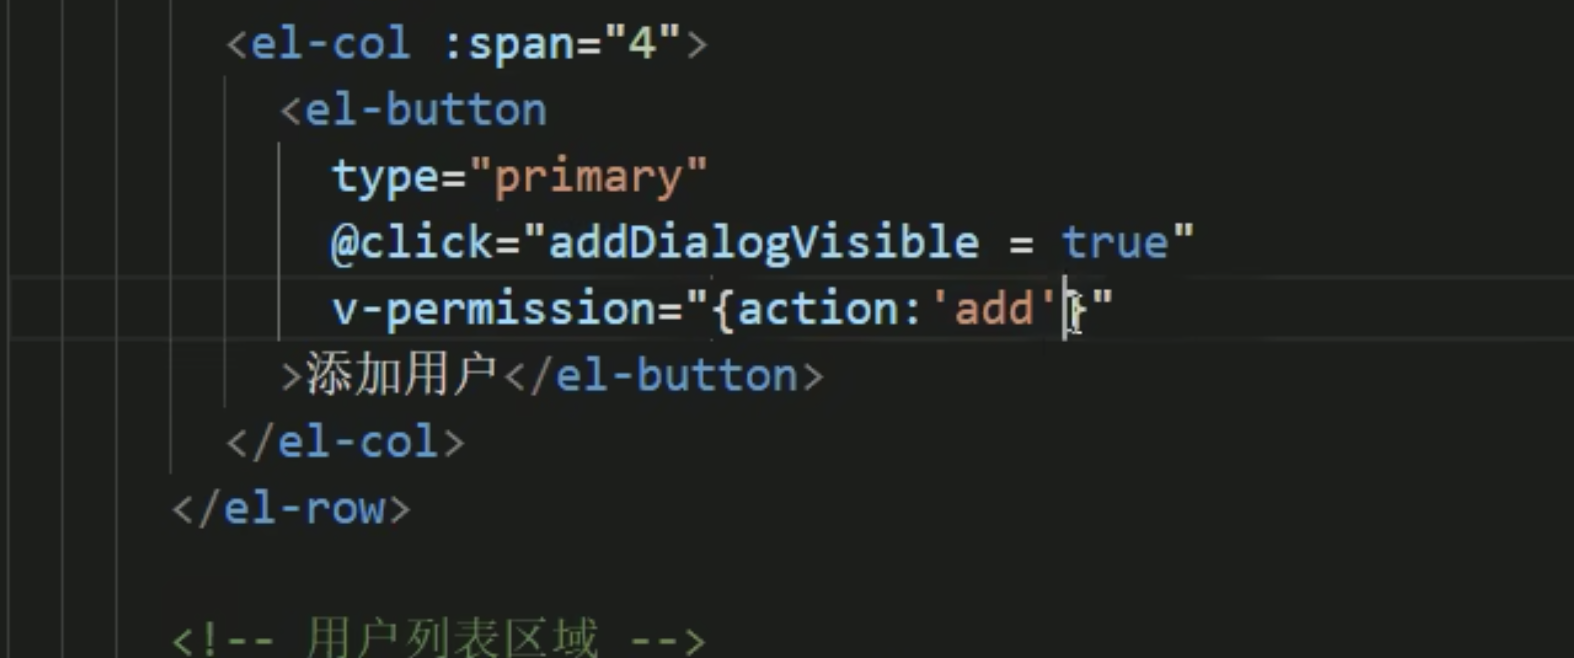 <el-col :span="4">
<el-button
type="primary"
@click="addDialogVisible = true"
v-permission="{action:'add'}"
>添加用户</el-button>
</el-col>
</el-row>
<!-- 用户列表区域 -->